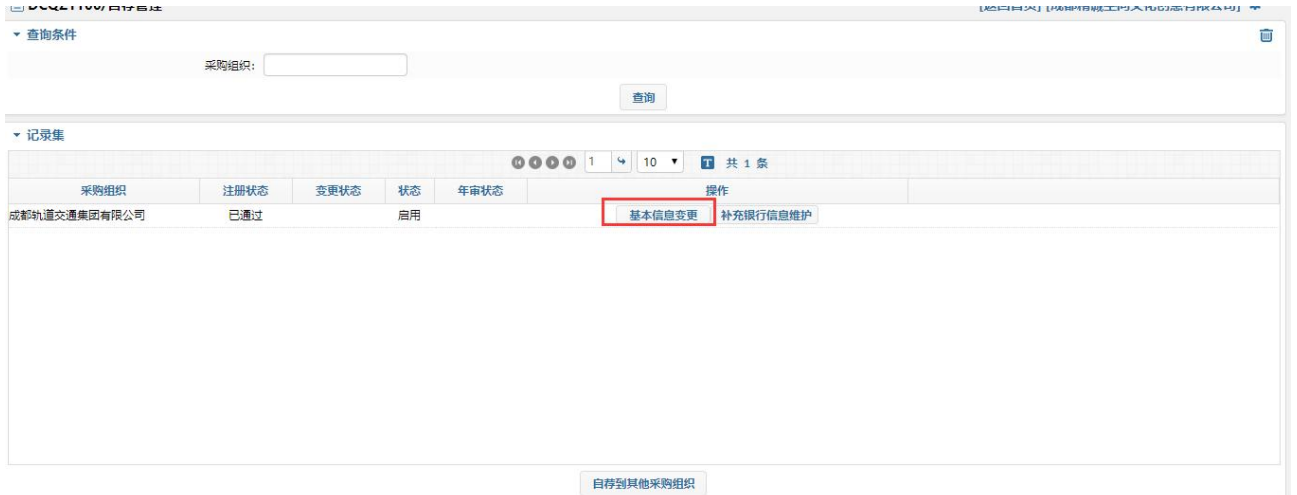 查询条件
采购组织:
查询
记录集
1 10 T 共 1 条
采购组织 注册状态 变更状态 状态 年审状态 操作
成都轨道交通集团有限公司 已通过 启用 基本信息变更 补充银行信息维护
自荐到其他采购组织